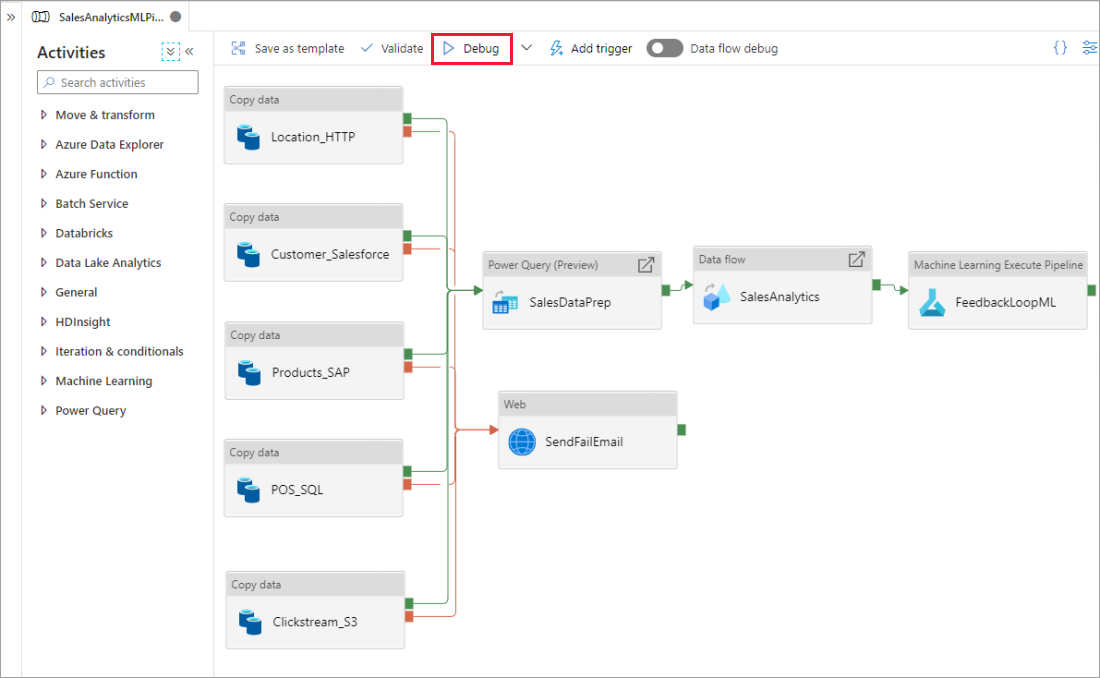 SalesAnalyticsMLPi...
Activities
Search activities
Move & transform
Azure Data Explorer
Azure Function
Batch Service
Databricks
Data Lake Analytics
General
HDInsight
Iteration & conditionals
Machine Learning
Power Query
Save as template
Validate
Debug
Add trigger
Data flow debug
{}
Copy data
Location_HTTP
Copy data
Customer_Salesforce
Copy data
Products_SAP
Copy data
POS_SQL
Copy data
Clickstream_S3
Power Query (Preview)
SalesDataPrep
Data flow
SalesAnalytics
Machine Learning Execute Pipeline
FeedbackLoopML
Web
SendFailEmail